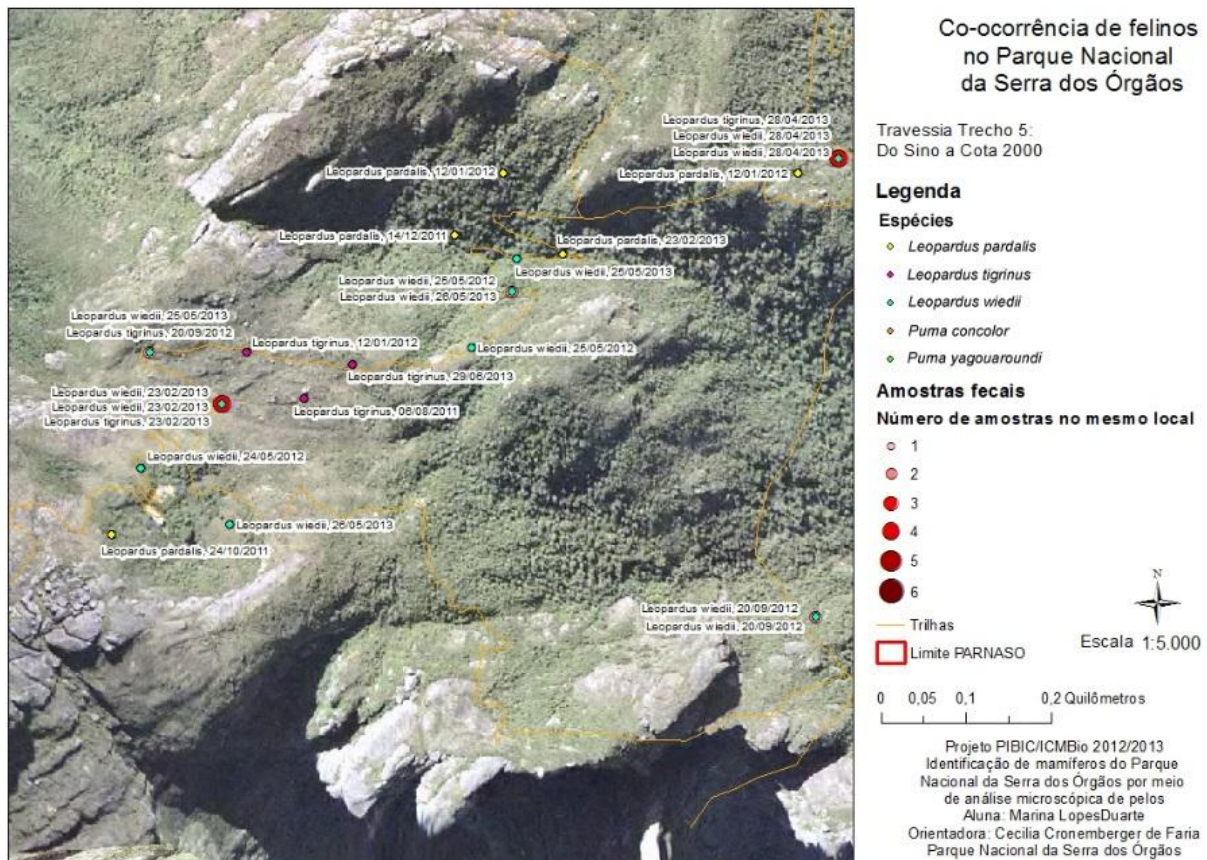 Co-ocorrência de felinos
no Parque Nacional
da Serra dos Órgãos
Travessia Trecho 5:
Do Sino a Cota 2000
Legenda
Espécies
Leopardus pardalis
Leopardus tigrinus
Leopardus wiedii
Puma concolor
Puma yagouaroundi
Amostras fecais
Número de amostras no mesmo local
1
2
3
4
5
6
Trilhas
Limite PARNASO
N
Escala 1:5.000
0 0,05 0,1 0,2 Quilômetros
Projeto PIBIC/ICMBio 2012/2013
Identificação de mamíferos do Parque
Nacional da Serra dos Órgãos por meio
de análise microscópica de pelos
Aluna: Marina LopesDuarte
Orientadora: Cecilia Cronemberger de Faria
Parque Nacional da Serra dos Órgãos
Leopardus tigrinus, 28/04/2013
Leopardus wiedii, 28/04/2013
Leopardus wiedii, 28/04/2013
Leopardus pardalis, 12/01/2012
Leopardus pardalis, 12/01/2012
Leopardus pardalis, 14/12/2011
Leopardus pardalis, 23/02/2013
Leopardus wiedii, 25/05/2013
Leopardus wiedii, 25/05/2012
Leopardus wiedii, 26/05/2013
Leopardus wiedii, 25/05/2013
Leopardus tigrinus, 20/09/2012
Leopardus tigrinus, 12/01/2012
Leopardus wiedii, 25/05/2012
Leopardus tigrinus, 29/06/2013
Leopardus wiedii, 23/02/2013
Leopardus wiedii, 23/02/2013
Leopardus tigrinus, 23/02/2013
Leopardus tigrinus, 06/08/2011
Leopardus wiedii, 24/05/2012
Leopardus wiedii, 26/05/2013
Leopardus pardalis, 24/10/2011
Leopardus wiedii, 20/09/2012
Leopardus wiedii, 20/09/2012